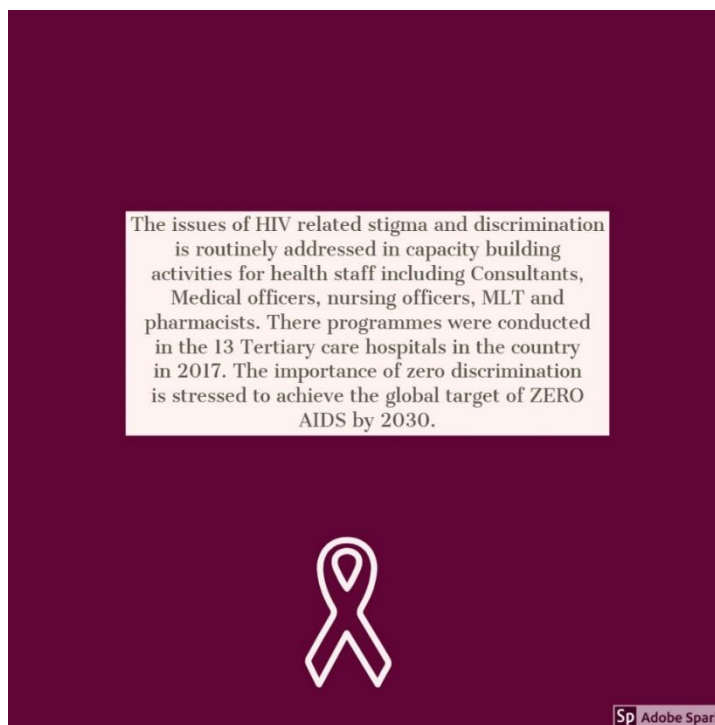 The issues of HIV related stigma and discrimination
is routinely addressed in capacity building
activities for health staff including Consultants,
Medical officers, nursing officers, MLT and
pharmacists. There programmes were conducted
in the 13 Tertiary care hospitals in the country
in 2017. The importance of zero discrimination
is stressed to achieve the global target of ZERO
AIDS by 2030.
Sp Adobe Spar